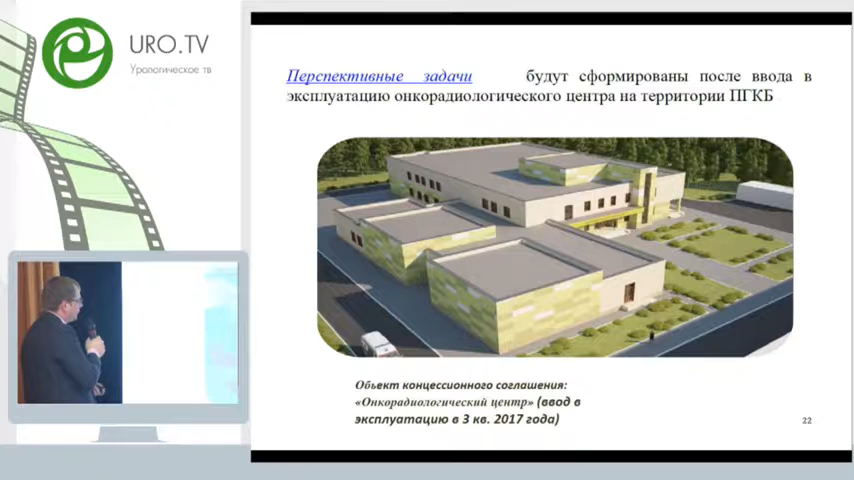 URO.TV
Урологическое тв
Перспективные задачи будут сформированы после ввода в
эксплуатацию онкорадиологического центра на территории ПГКБ
Объект концессионного соглашения:
«Онкорадиологический центр» (ввод в
эксплуатацию в 3 кв. 2017 года)
22